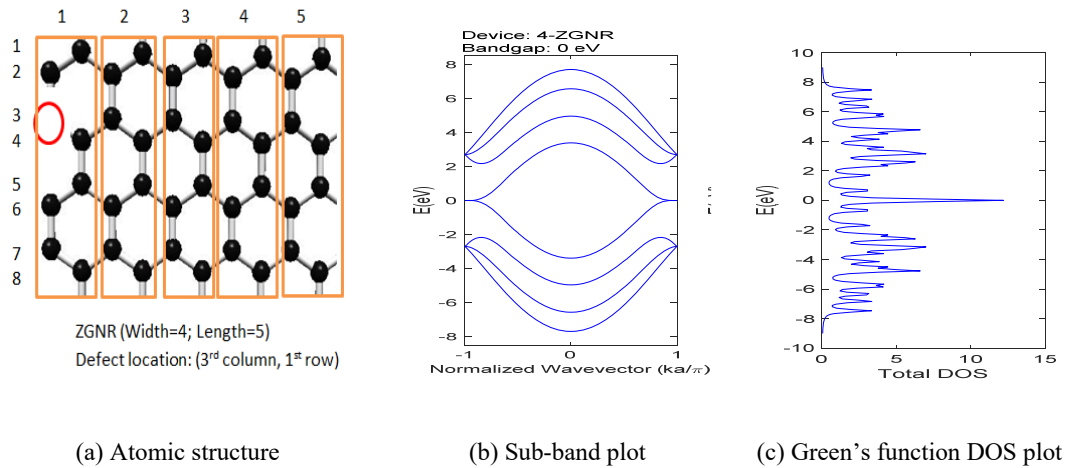 1 2 3 4 5
1
2
3
4
5
6
7
8
ZGNR (Width=4; Length=5)
Defect location: (3rd column, 1st row)
Device: 4-ZGNR
Bandgap: 0 eV
8
6
4
2
0
-2
-4
-6
-8
E(eV)
-1 0 1
Normalized Wavevector (ka/π)
10
8
6
4
2
0
-2
-4
-6
-8
-10
E(eV)
0 5 10 15
Total DOS
(a) Atomic structure
(b) Sub-band plot
(c) Green’s function DOS plot